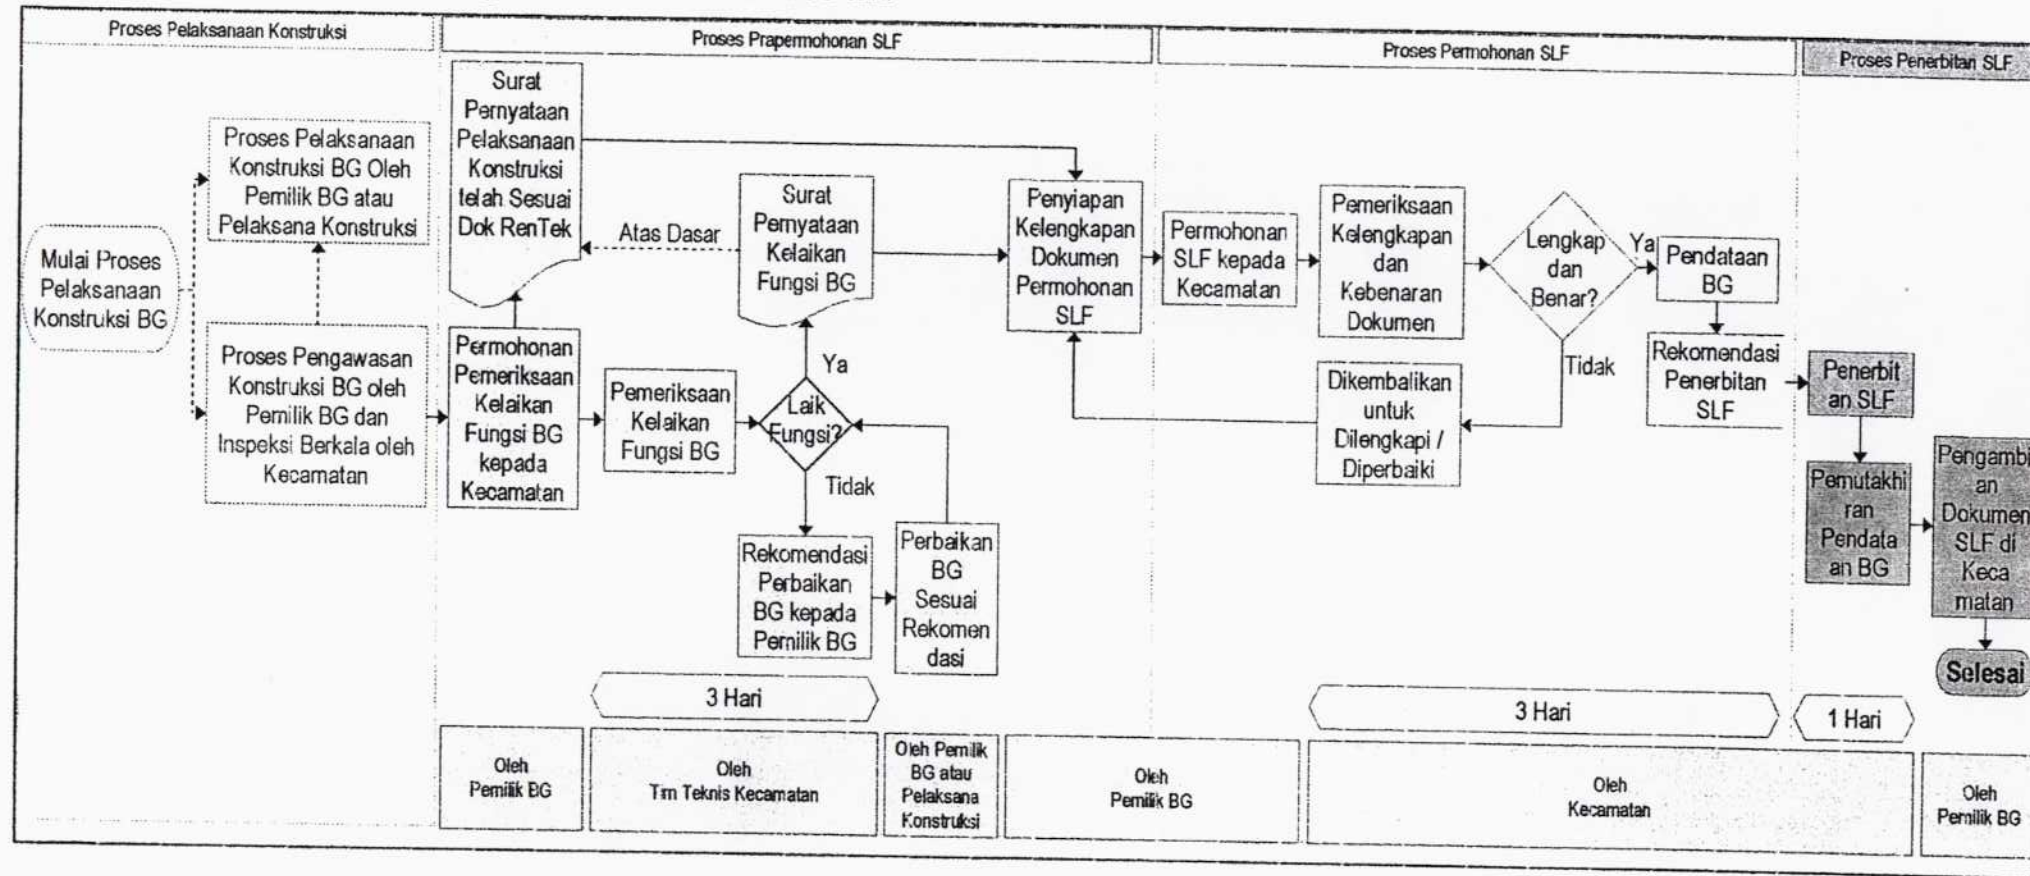 Proses Pelaksanaan Konstruksi
Proses Prapermohonan SLF
Proses Permohonan SLF
Proses Penerbitan SLF
Mulai Proses
Pelaksanaan
Konstruksi BG
Proses Pelaksanaan
Konstruksi BG Oleh
Pemilik BG atau
Pelaksana Konstruksi
Proses Pengawasan
Konstruksi BG oleh
Pemilik BG dan
Inspeksi Berkala oleh
Kecamatan
Surat
Pernyataan
Pelaksanaan
Konstruksi
telah Sesuai
Dok RenTek
Permohonan
Pemeriksaan
Kelaikan
Fungsi BG
kepada
Kecamatan
Atas Dasar
Pemeriksaan
Kelaikan
Fungsi BG
Surat
Pernyataan
Kelaikan
Fungsi BG
Ya
Laik
Fungsi?
Tidak
Rekomendasi
Perbaikan
BG kepada
Pemilik BG
Perbaikan
BG
Sesuai
Rekomen
dasi
Penyiapan
Kelengkapan
Dokumen
Permohonan
SLF
Permohonan
SLF kepada
Kecamatan
Pemeriksaan
Kelengkapan
dan
Kebenaran
Dokumen
Lengkap
dan
Benar?
Ya
Tidak
Dikembalikan
untuk
Dilengkapi /
Diperbaiki
Pendataan
BG
Rekomendasi
Penerbitan
SLF
Penerbit
an SLF
Pemutakhi
ran
Pendata
an BG
Pengambi
an
Dokumen
SLF di
Keca
matan
Selesai
3 Hari
3 Hari
1 Hari
Oleh
Pemilik BG
Oleh
Tim Teknis Kecamatan
Oleh Pemilik
BG atau
Pelaksana
Konstruksi
Oleh
Pemilik BG
Oleh
Kecamatan
Oleh
Pemilik BG